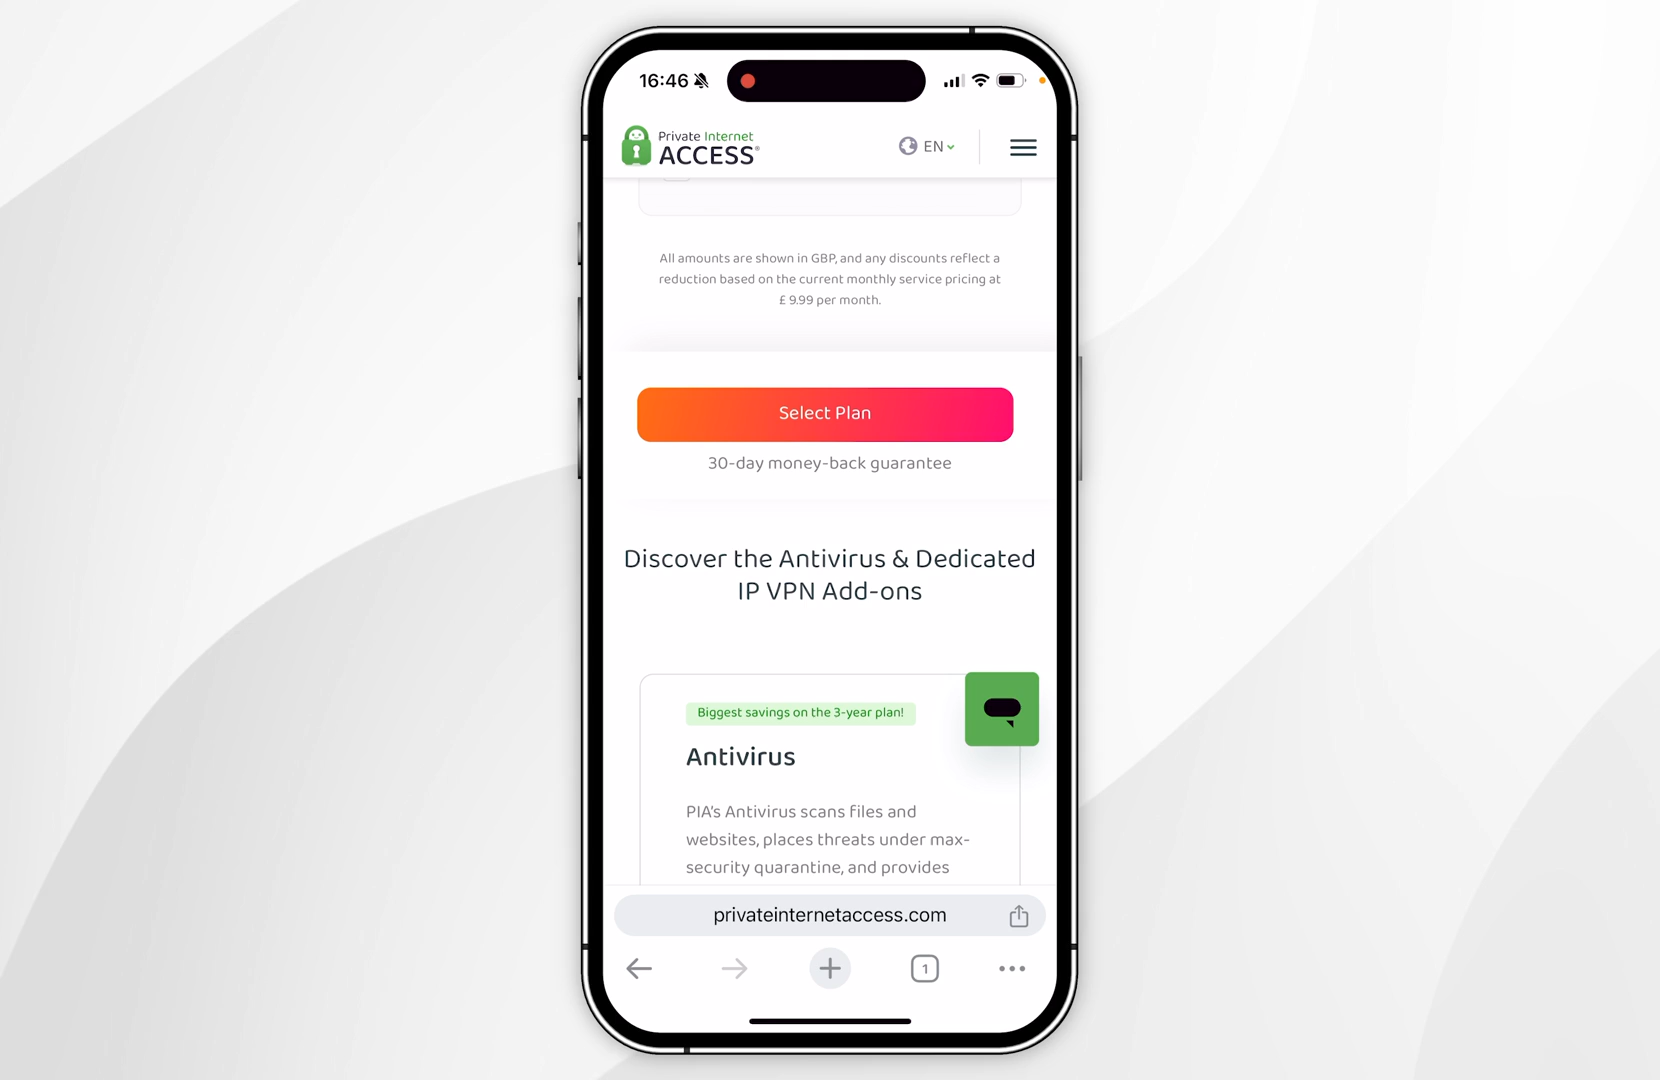 16:46
Private Internet
ACCESS®
EN
All amounts are shown in GBP, and any discounts reflect a
reduction based on the current monthly service pricing at
£ 9.99 per month.
Select Plan
30-day money-back guarantee
Discover the Antivirus & Dedicated
IP VPN Add-ons
Biggest savings on the 3-year plan!
Antivirus
PIA's Antivirus scans files and
websites, places threats under max-
security quarantine, and provides
privateinternetaccess.com
1